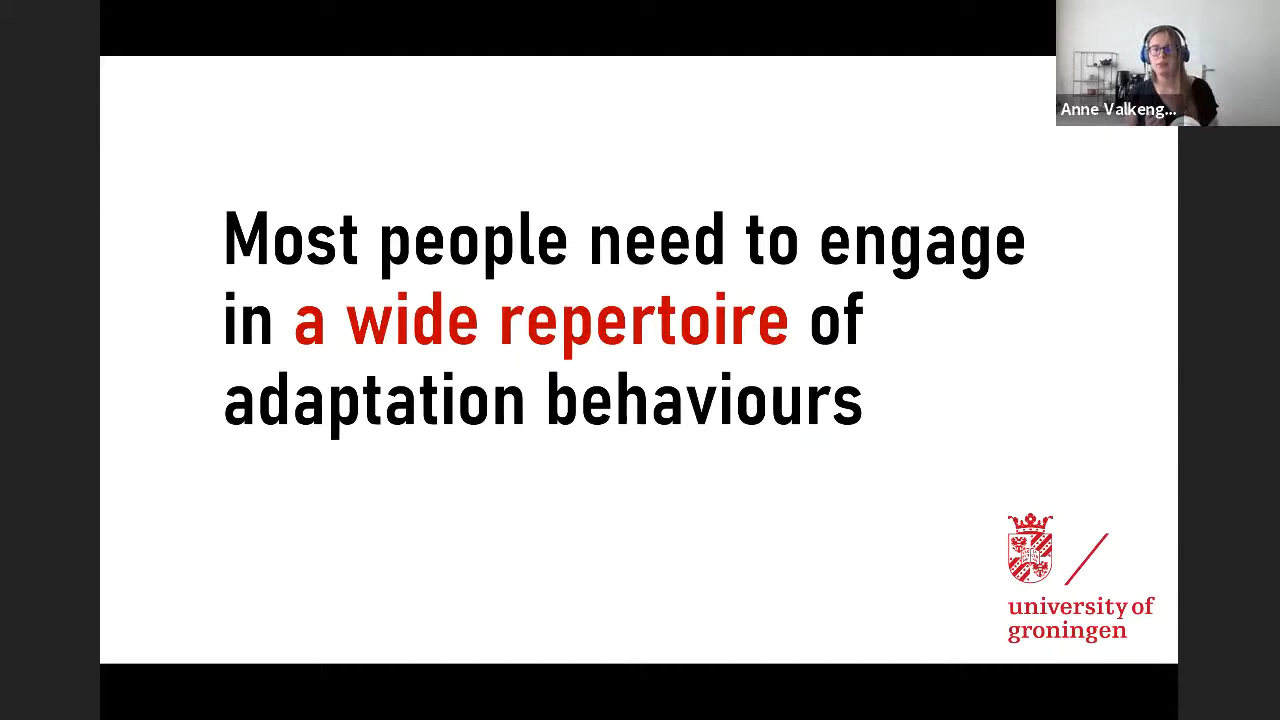 Anne Valkeng...
Most people need to engage
in a wide repertoire of
adaptation behaviours
university of
groningen